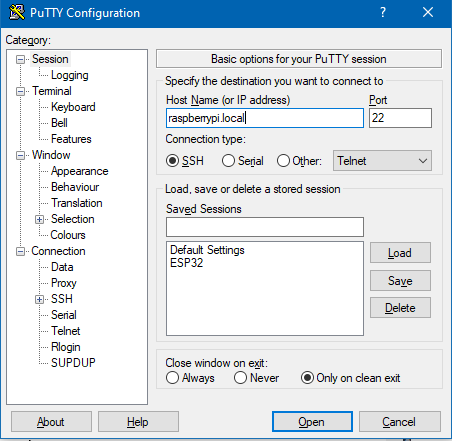 PuTTY Configuration
Category:
Session
Logging
Terminal
Keyboard
Bell
Features
Window
Appearance
Behaviour
Translation
Selection
Colours
Connection
Data
Proxy
SSH
Serial
Telnet
Rlogin
SUPDUP
Basic options for your PuTTY session
Specify the destination you want to connect to
Host Name (or IP address) Port
raspberrypi.local 22
Connection type:
SSH Serial Other: Telnet
Load, save or delete a stored session
Saved Sessions
Default Settings
ESP32
Load
Save
Delete
Close window on exit:
Always Never Only on clean exit
About Help Open Cancel